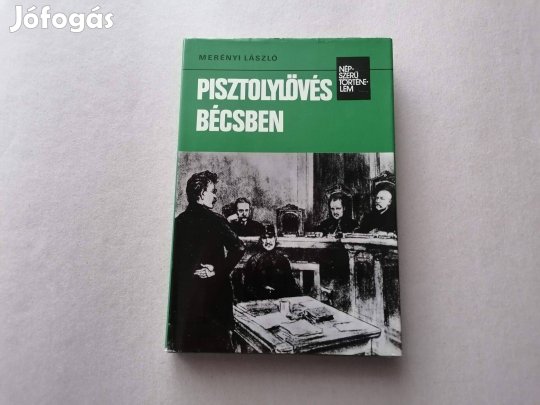 Jófogás
MERÉNYI LÁSZLÓ
NÉP-
SZERŰ
TÖRTÉNE-
LEM
PISZTOLYLÖVÉS
BÉCSBEN